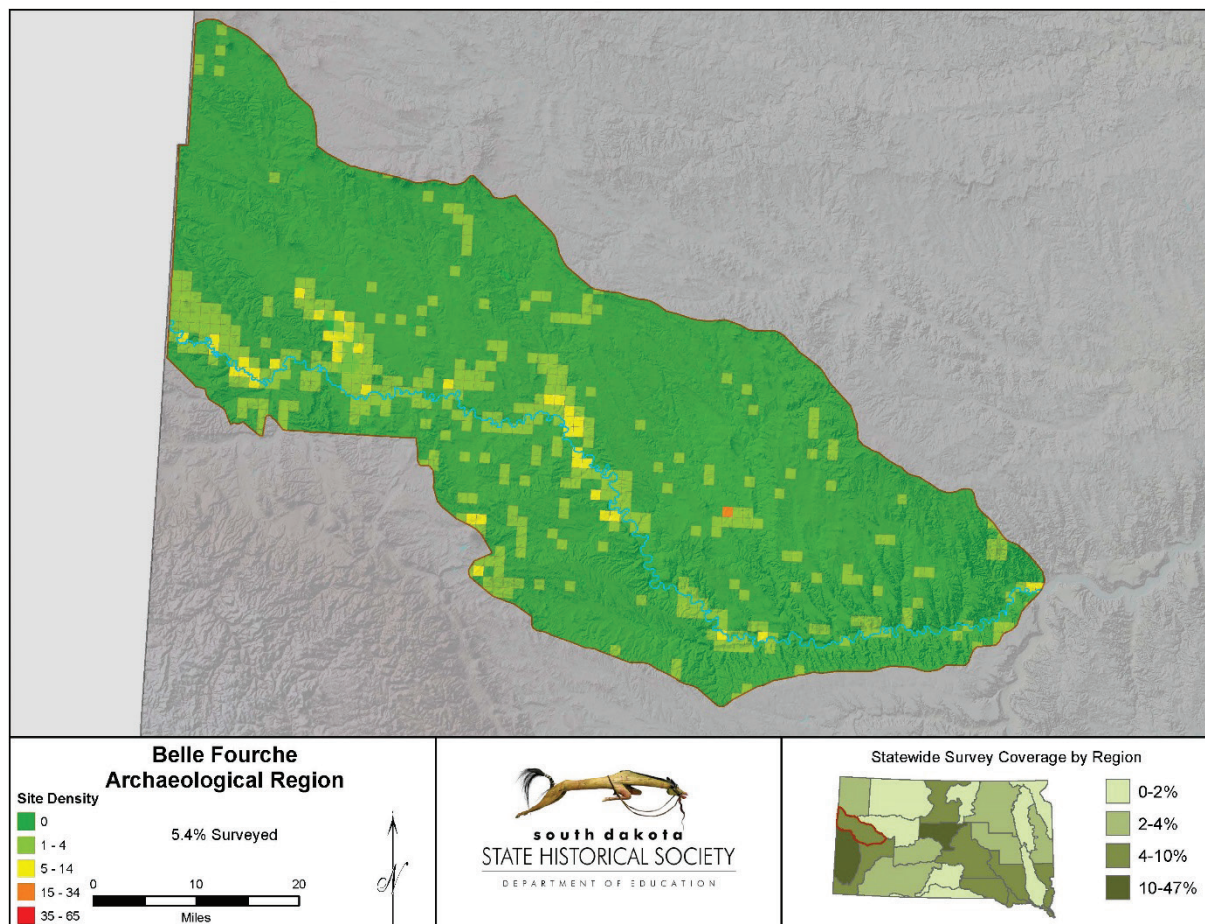 Belle Fourche
Archaeological Region
Site Density
0
1 - 4
5 - 14
15 - 34
35 - 65
5.4% Surveyed
N
0 10 20
Miles
south dakota
STATE HISTORICAL SOCIETY
DEPARTMENT OF EDUCATION
Statewide Survey Coverage by Region
0-2%
2-4%
4-10%
10-47%